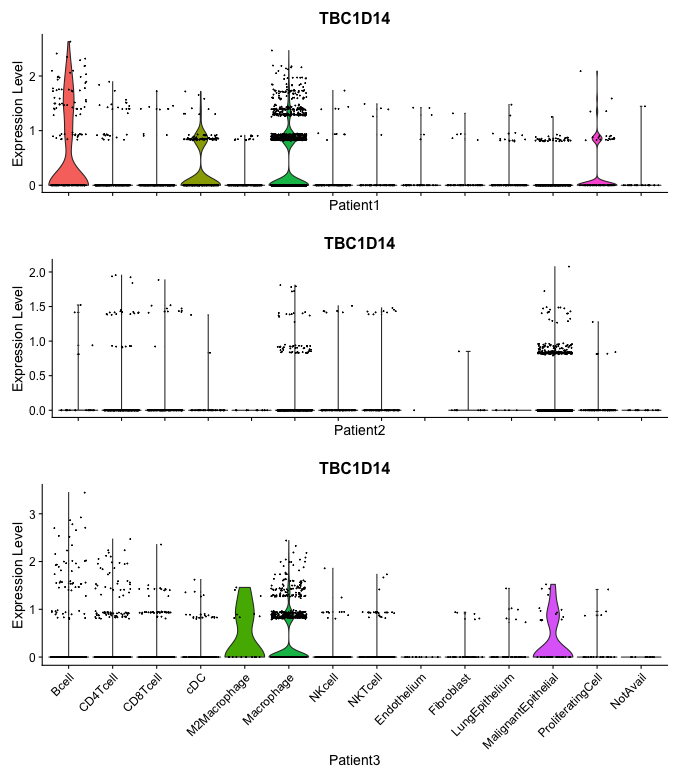 TBC1D14
Expression Level
2
1
0
Patient1
TBC1D14
Expression Level
2.0
1.5
1.0
0.5
0.0
Patient2
TBC1D14
Expression Level
3
2
1
0
Bcell
CD4Tcell
CD8Tcell
cDC
M2Macrophage
Macrophage
NKcell
NKTcell
Endothelium
Fibroblast
LungEpithelium
MalignantEpithelial
ProliferatingCell
NotAvail
Patient3